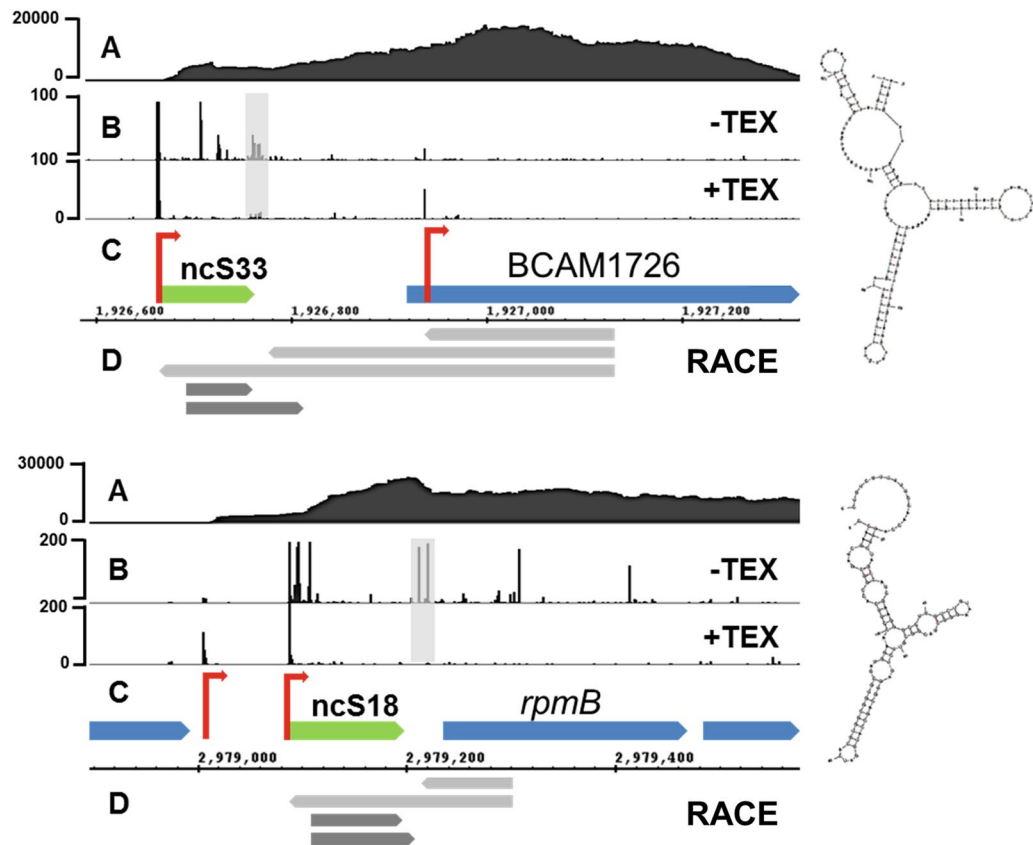 20000
A
0
100
B
-TEX
100
+TEX
0
C
ncS33
BCAM1726
1,926,600
1,926,800
1,927,000
1,927,200
D
RACE
30000
A
0
200
B
-TEX
200
+TEX
0
C
ncS18
rpmB
2,979,000
2,979,200
2,979,400
D
RACE